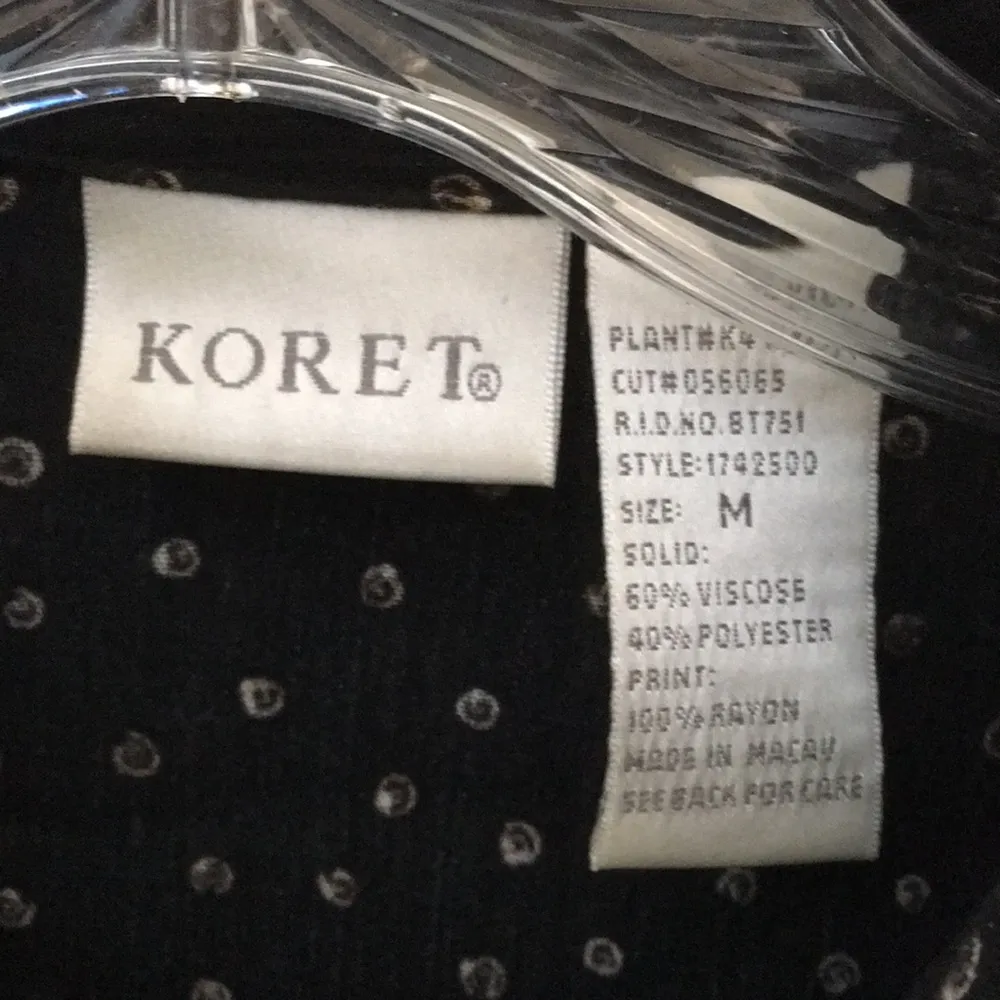 KORET®
PLANT#K4
CUT#056065
R.I.D.NO.8T751
STYLE:1742500
SIZE: M
SOLID:
60% VISCOSE
40% POLYESTER
PRINT:
100% RAYON
MADE IN MACAU
SEE BACK FOR CARE